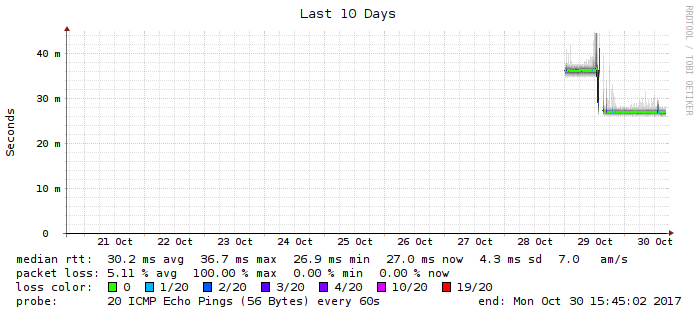 Last 10 Days
RRDTOOL / TOBI OETIKER
Seconds
40 m
30 m
20 m
10 m
0
21 Oct 22 Oct 23 Oct 24 Oct 25 Oct 26 Oct 27 Oct 28 Oct 29 Oct 30 Oct
median rtt: 30.2 ms avg 36.7 ms max 26.9 ms min 27.0 ms now 4.3 ms sd 7.0 am/s
packet loss: 5.11 % avg 100.00 % max 0.00 % min 0.00 % now
loss color: 0 1/20 2/20 3/20 4/20 10/20 19/20
probe: 20 ICMP Echo Pings (56 Bytes) every 60s end: Mon Oct 30 15:45:02 2017